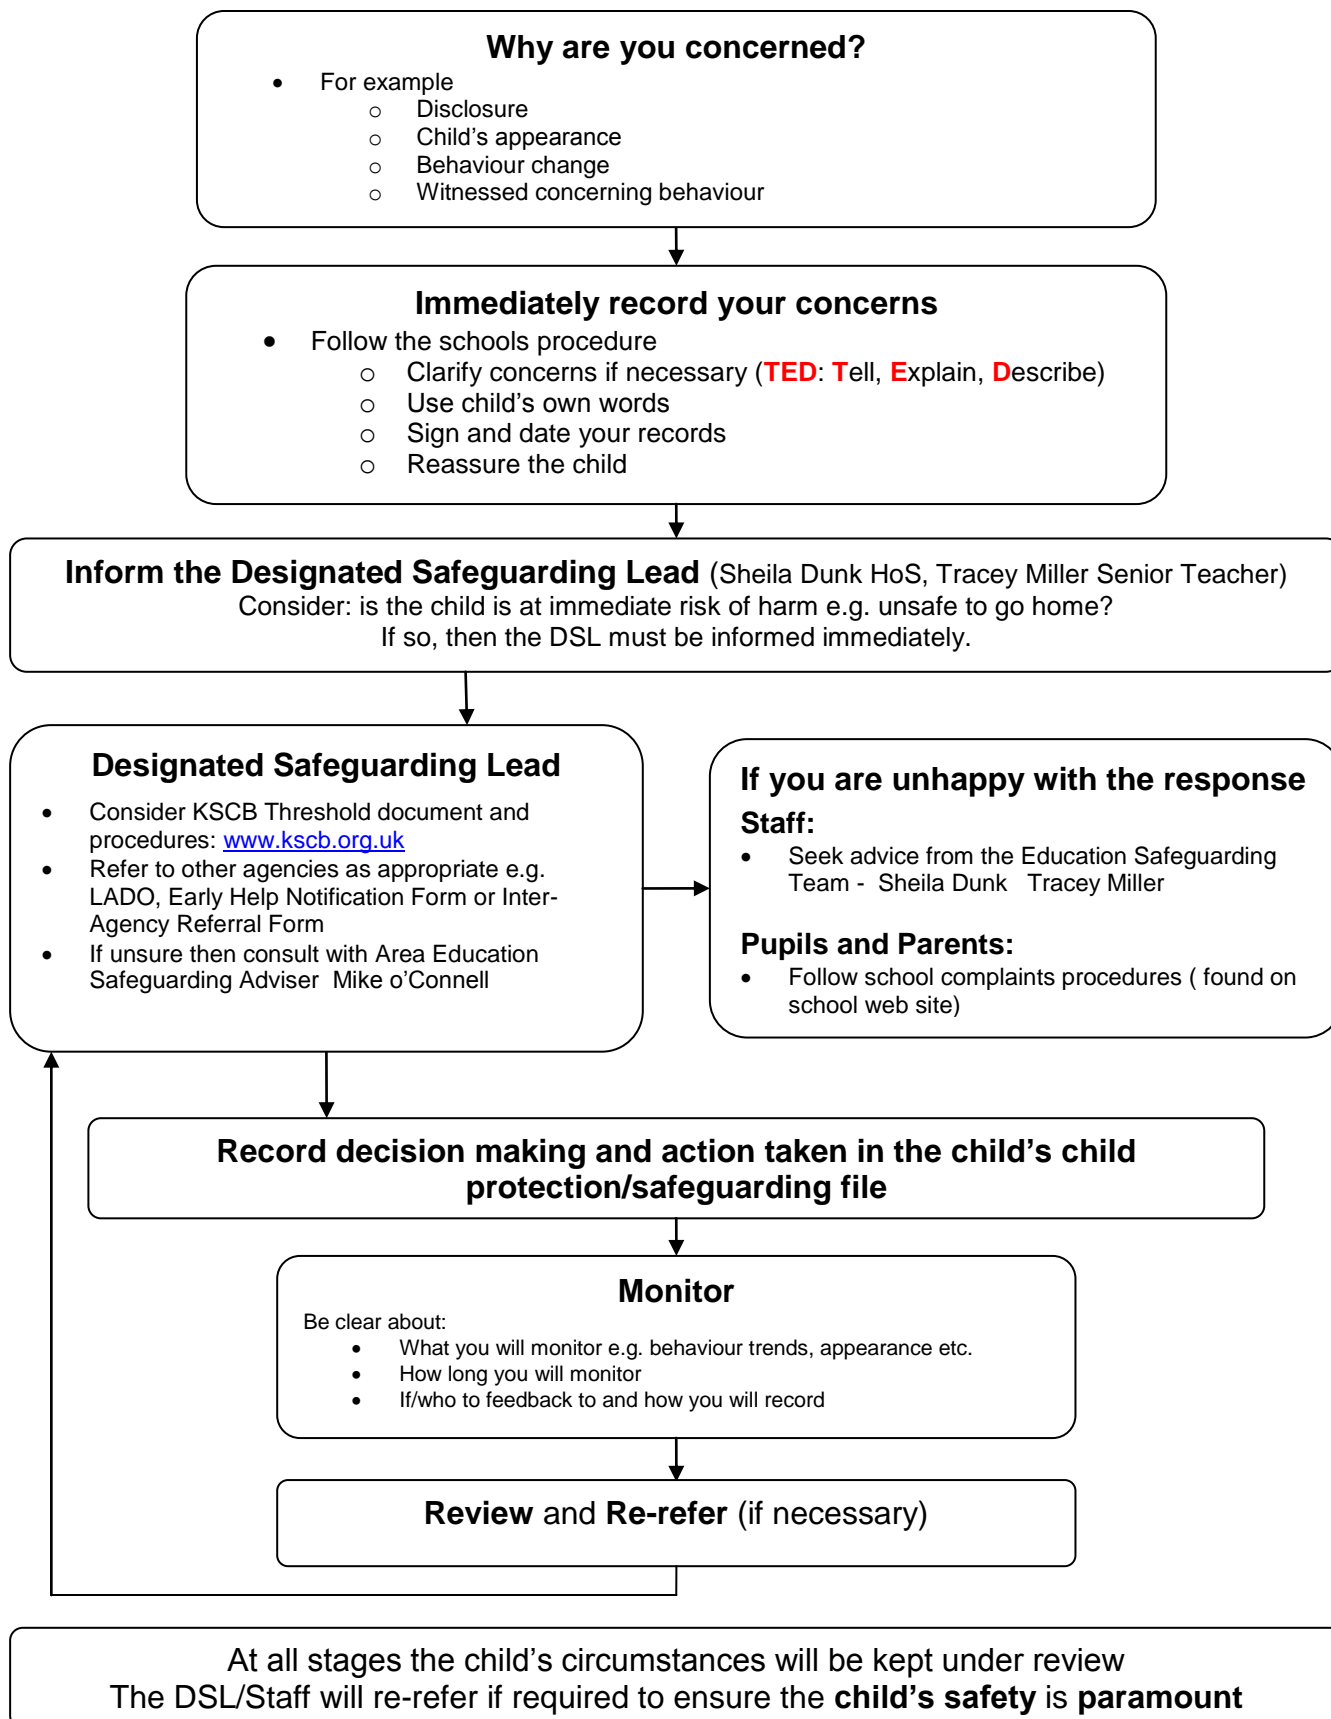 Why are you concerned?
• For example
o Disclosure
o Child's appearance
o Behaviour change
o Witnessed concerning behaviour
Immediately record your concerns
• Follow the schools procedure
o Clarify concerns if necessary (TED: Tell, Explain, Describe)
o Use child's own words
o Sign and date your records
o Reassure the child
Inform the Designated Safeguarding Lead (Sheila Dunk HoS, Tracey Miller Senior Teacher)
Consider: is the child is at immediate risk of harm e.g. unsafe to go home?
If so, then the DSL must be informed immediately.
Designated Safeguarding Lead
• Consider KSCB Threshold document and
procedures: www.kscb.org.uk
• Refer to other agencies as appropriate e.g.
LADO, Early Help Notification Form or Inter-
Agency Referral Form
• If unsure then consult with Area Education
Safeguarding Adviser Mike o'Connell
If you are unhappy with the response
Staff:
• Seek advice from the Education Safeguarding
Team - Sheila Dunk Tracey Miller
Pupils and Parents:
• Follow school complaints procedures ( found on
school web site)
Record decision making and action taken in the child's child
protection/safeguarding file
Monitor
Be clear about:
• What you will monitor e.g. behaviour trends, appearance etc.
• How long you will monitor
• If/who to feedback to and how you will record
Review and Re-refer (if necessary)
At all stages the child's circumstances will be kept under review
The DSL/Staff will re-refer if required to ensure the child's safety is paramount